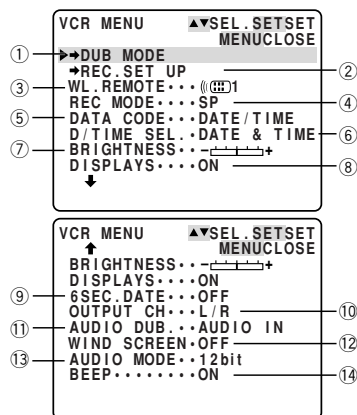 VCR MENU ▲▼SEL. SETSET
MENUCLOSE
① ➔DUB MODE
➔REC. SET UP ②
③ WL. REMOTE・・・ 1
④ REC MODE・・・・SP
⑤ DATA CODE・・・DATE/TIME
D/TIME SEL.・DATE & TIME ⑥
⑦ BRIGHTNESS・・ - +
DISPLAYS・・・・ON ⑧
VCR MENU ▲▼SEL. SETSET
MENUCLOSE
BRIGHTNESS・・ - +
DISPLAYS・・・・ON
⑨ 6SEC. DATE・・・OFF
OUTPUT CH・・・L/R ⑩
⑪ AUDIO DUB.・・AUDIO IN
WIND SCREEN・OFF ⑫
⑬ AUDIO MODE・・12bit
BEEP・・・・・・・・ON ⑭